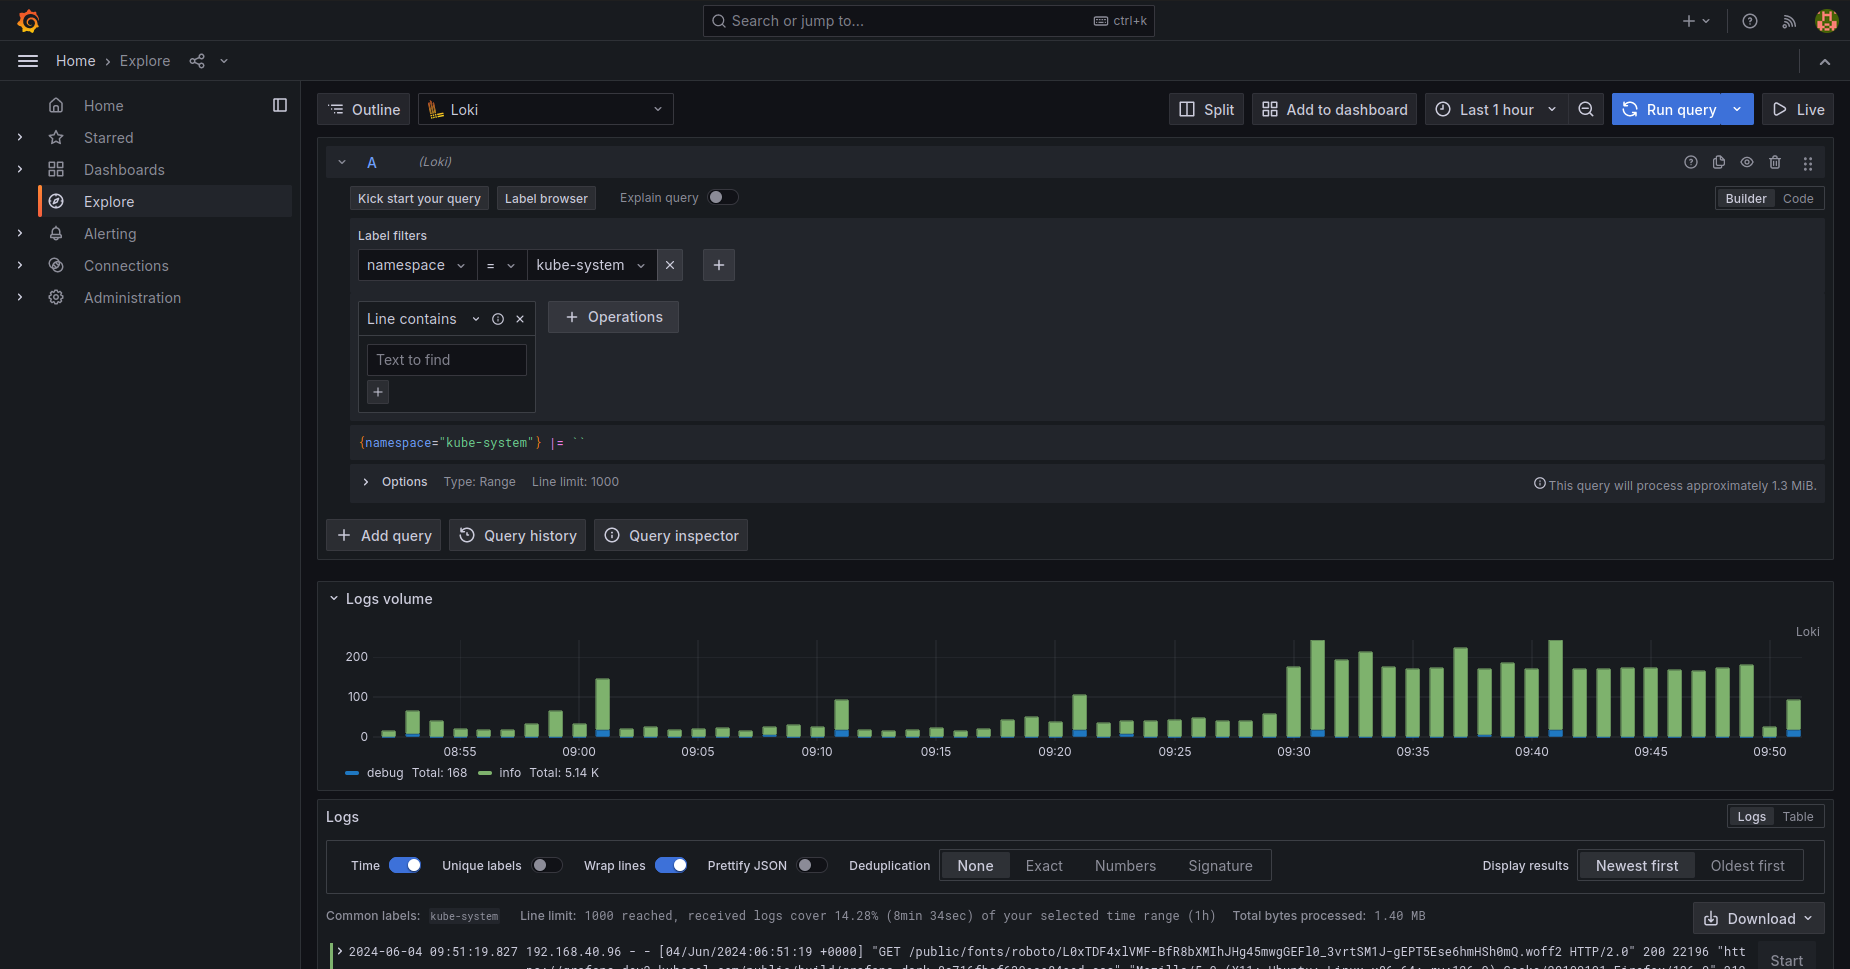 Search or jump to... ctrl+k
Home › Explore
Home
Starred
Dashboards
Explore
Alerting
Connections
Administration
Outline Loki Split Add to dashboard Last 1 hour Run query Live
A (Loki)
Kick start your query Label browser Explain query Builder Code
Label filters
namespace = kube-system
Line contains + Operations
Text to find
+
{namespace="kube-system"} |= ``
Options Type: Range Line limit: 1000 This query will process approximately 1.3 MiB.
+ Add query Query history Query inspector
Logs volume
Loki
200
100
0
08:55 09:00 09:05 09:10 09:15 09:20 09:25 09:30 09:35 09:40 09:45 09:50
debug Total: 168 info Total: 5.14 K
Logs Logs Table
Time Unique labels Wrap lines Prettify JSON Deduplication None Exact Numbers Signature Display results Newest first Oldest first
Common labels: kube-system Line limit: 1000 reached, received logs cover 14.28% (8min 34sec) of your selected time range (1h) Total bytes processed: 1.40 MB
Download
2024-06-04 09:51:19.827 192.168.40.96 - - [04/Jun/2024:06:51:19 +0000] "GET /public/fonts/roboto/L0xTDF4xlVMF-BfR8bXMIhJHg45mwgGEFl0_3vrtSM1J-gEPT5Ese6hmHSh0mQ.woff2 HTTP/2.0" 200 22196 "htt
Start